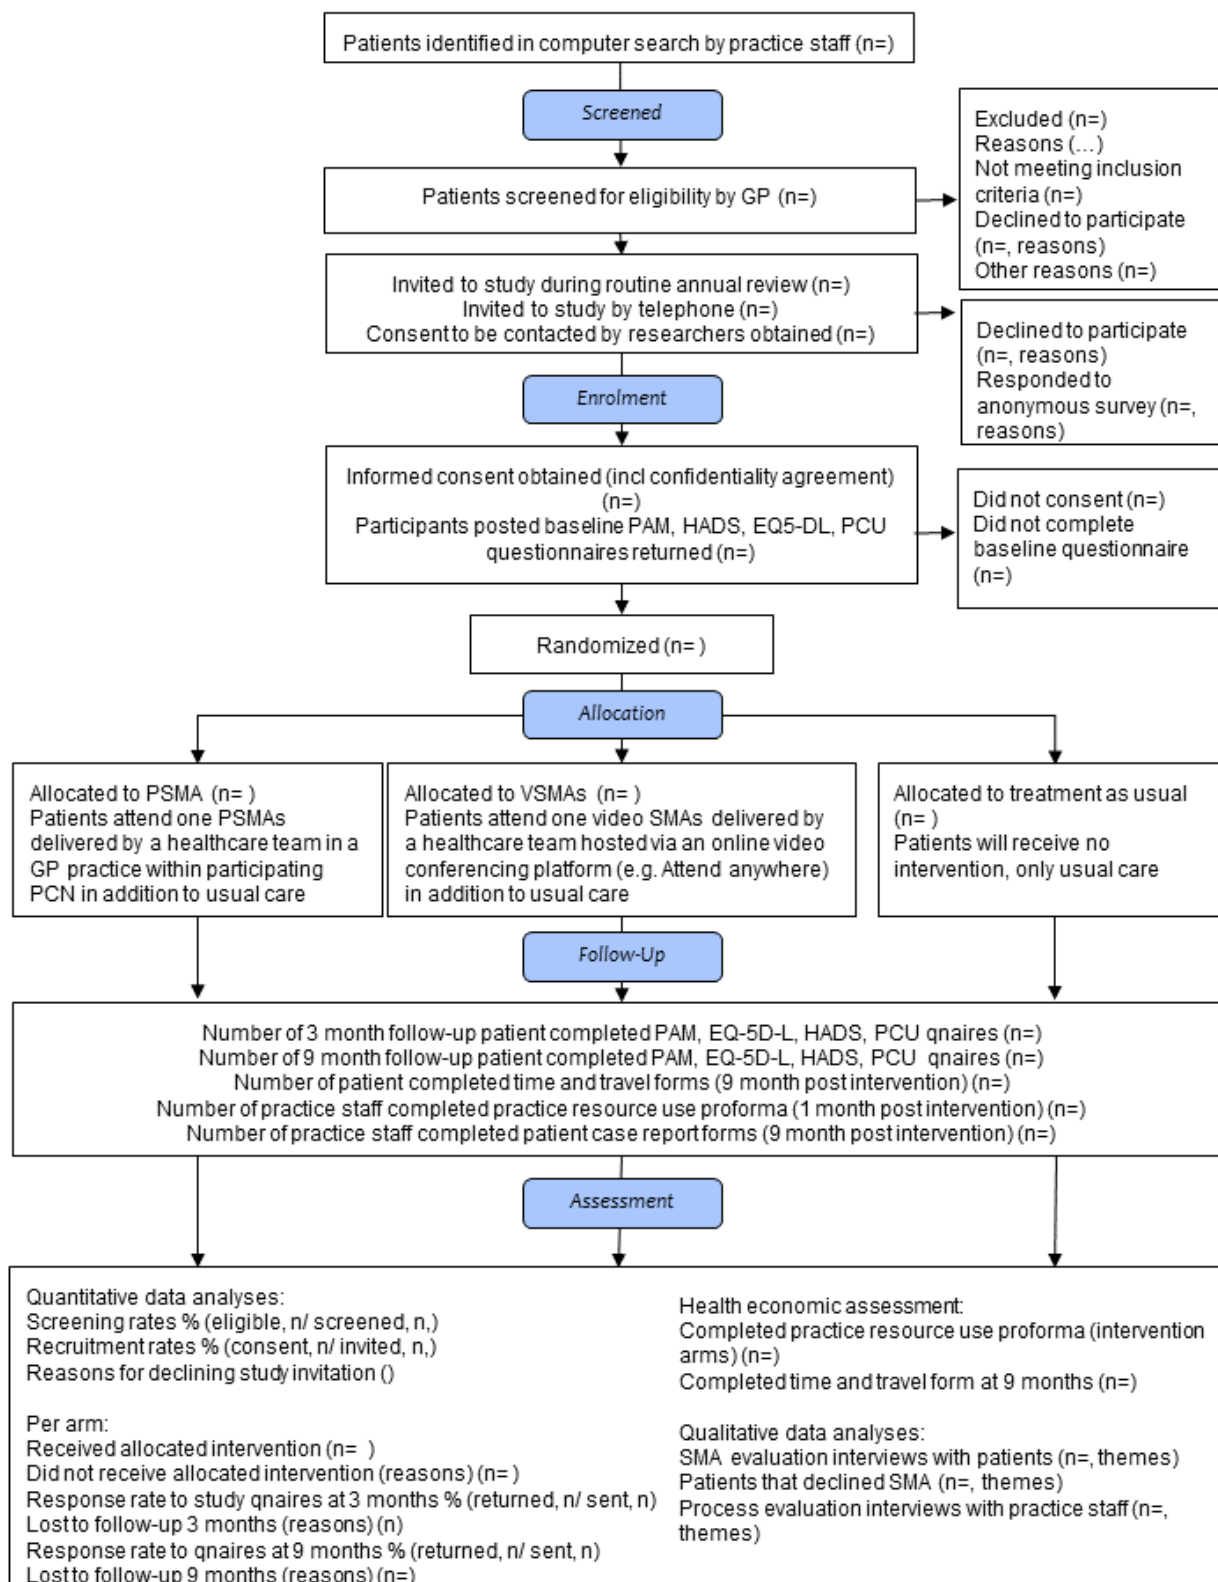 Patients identified in computer search by practice staff (n=)
Screened
Patients screened for eligibility by GP (n=)
Excluded (n=)
Reasons (...)
Not meeting inclusion
criteria (n=)
Declined to participate
(n=, reasons)
Other reasons (n=)
Invited to study during routine annual review (n=)
Invited to study by telephone (n=)
Consent to be contacted by researchers obtained (n=)
Declined to participate
(n=, reasons)
Responded to
anonymous survey (n=,
reasons)
Enrolment
Informed consent obtained (incl confidentiality agreement)
(n=)
Participants posted baseline PAM, HADS, EQ5-DL, PCU
questionnaires returned (n=)
Did not consent (n=)
Did not complete
baseline questionnaire
(n=)
Randomized (n= )
Allocation
Allocated to PSMA (n= )
Patients attend one PSMAs
delivered by a healthcare team in a
GP practice within participating
PCN in addition to usual care
Allocated to VSMAs (n= )
Patients attend one video SMAs delivered by
a healthcare team hosted via an online video
conferencing platform (e.g. Attend anywhere)
in addition to usual care
Allocated to treatment as usual
(n= )
Patients will receive no
intervention, only usual care
Follow-Up
Number of 3 month follow-up patient completed PAM, EQ-5D-L, HADS, PCU qnaires (n=)
Number of 9 month follow-up patient completed PAM, EQ-5D-L, HADS, PCU qnaires (n=)
Number of patient completed time and travel forms (9 month post intervention) (n=)
Number of practice staff completed practice resource use proforma (1 month post intervention) (n=)
Number of practice staff completed patient case report forms (9 month post intervention) (n=)
Assessment
Quantitative data analyses:
Screening rates % (eligible, n/ screened, n,)
Recruitment rates % (consent, n/ invited, n,)
Reasons for declining study invitation ()
Per arm:
Received allocated intervention (n= )
Did not receive allocated intervention (reasons) (n= )
Response rate to study qnaires at 3 months % (returned, n/ sent, n)
Lost to follow-up 3 months (reasons) (n)
Response rate to qnaires at 9 months % (returned, n/ sent, n)
Lost to follow-up 9 months (reasons) (n=)
Health economic assessment:
Completed practice resource use proforma (intervention
arms) (n=)
Completed time and travel form at 9 months (n=)
Qualitative data analyses:
SMA evaluation interviews with patients (n=, themes)
Patients that declined SMA (n=, themes)
Process evaluation interviews with practice staff (n=,
themes)